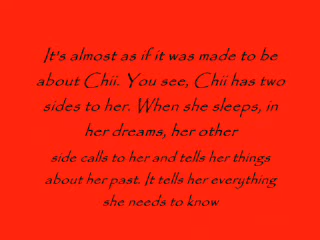 It's almost as if it was made to be
about Chii. You see, Chii has two
sides to her. When she sleeps, in
her dreams, her other
side calls to her and tells her things
about her past. It tells her everything
she needs to know.